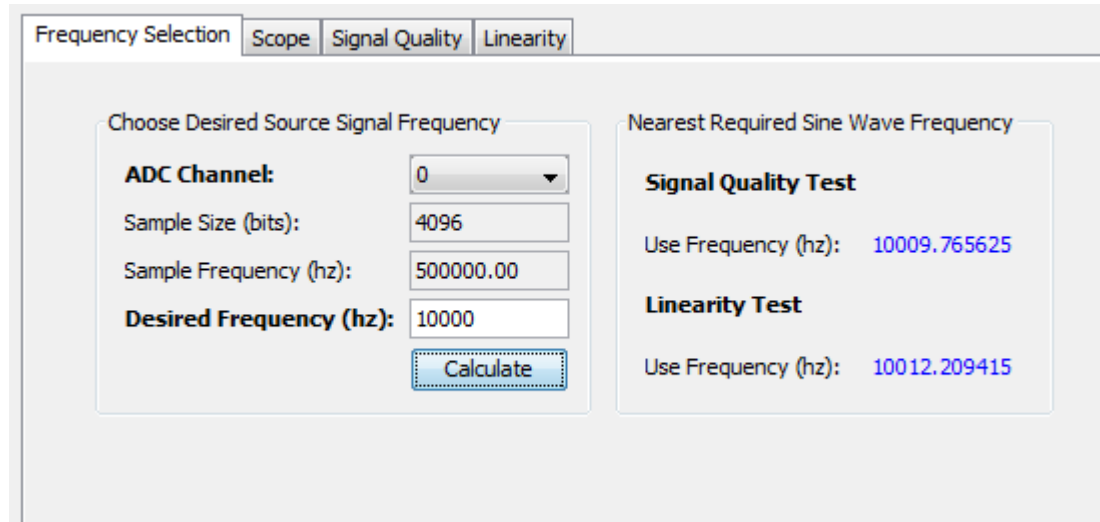 Frequency Selection Scope Signal Quality Linearity
Choose Desired Source Signal Frequency
ADC Channel: 0
Sample Size (bits): 4096
Sample Frequency (hz): 500000.00
Desired Frequency (hz): 10000
Calculate
Nearest Required Sine Wave Frequency
Signal Quality Test
Use Frequency (hz): 10009.765625
Linearity Test
Use Frequency (hz): 10012.209415